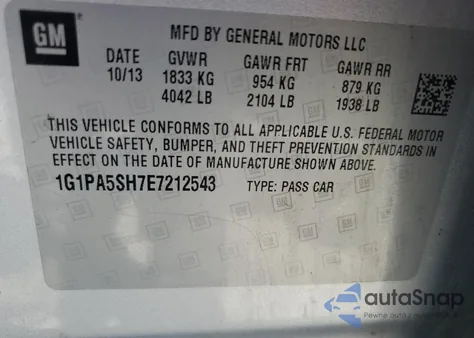 GM
MFD BY GENERAL MOTORS LLC
DATE GVWR GAWR FRT GAWR RR
10/13 1833 KG 954 KG 879 KG
4042 LB 2104 LB 1938 LB
THIS VEHICLE CONFORMS TO ALL APPLICABLE U.S. FEDERAL MOTOR
VEHICLE SAFETY, BUMPER, AND THEFT PREVENTION STANDARDS IN
EFFECT ON THE DATE OF MANUFACTURE SHOWN ABOVE.
1G1PA5SH7E7212543 TYPE: PASS CAR
autoSnap
Pewne auto